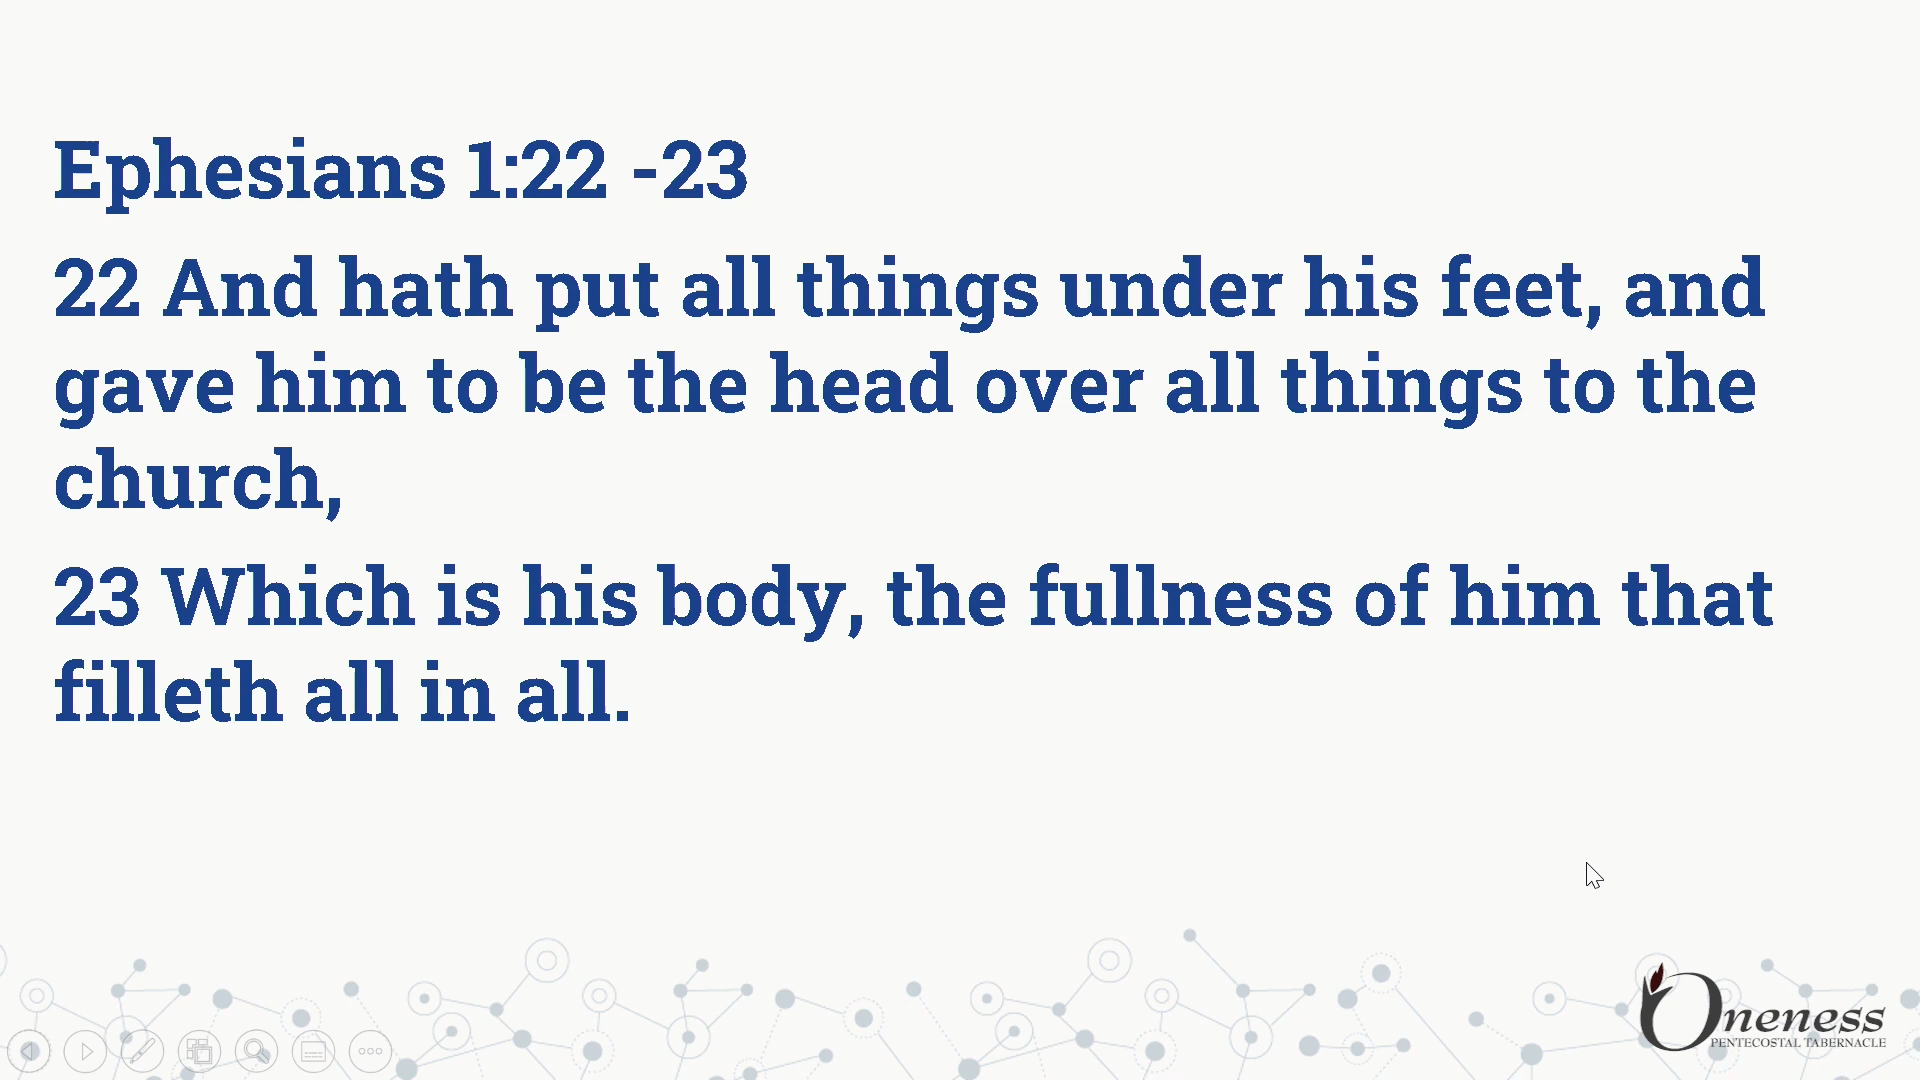 Ephesians 1:22 -23
22 And hath put all things under his feet, and
gave him to be the head over all things to the
church,
23 Which is his body, the fullness of him that
filleth all in all.
Oneness
PENTECOSTAL TABERNACLE